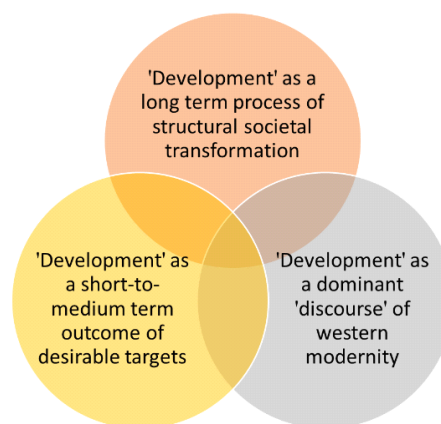 'Development' as a
long term process of
structural societal
transformation
'Development' as
a short-to-
medium term
outcome of
desirable targets
'Development' as
a dominant
'discourse' of
western
modernity